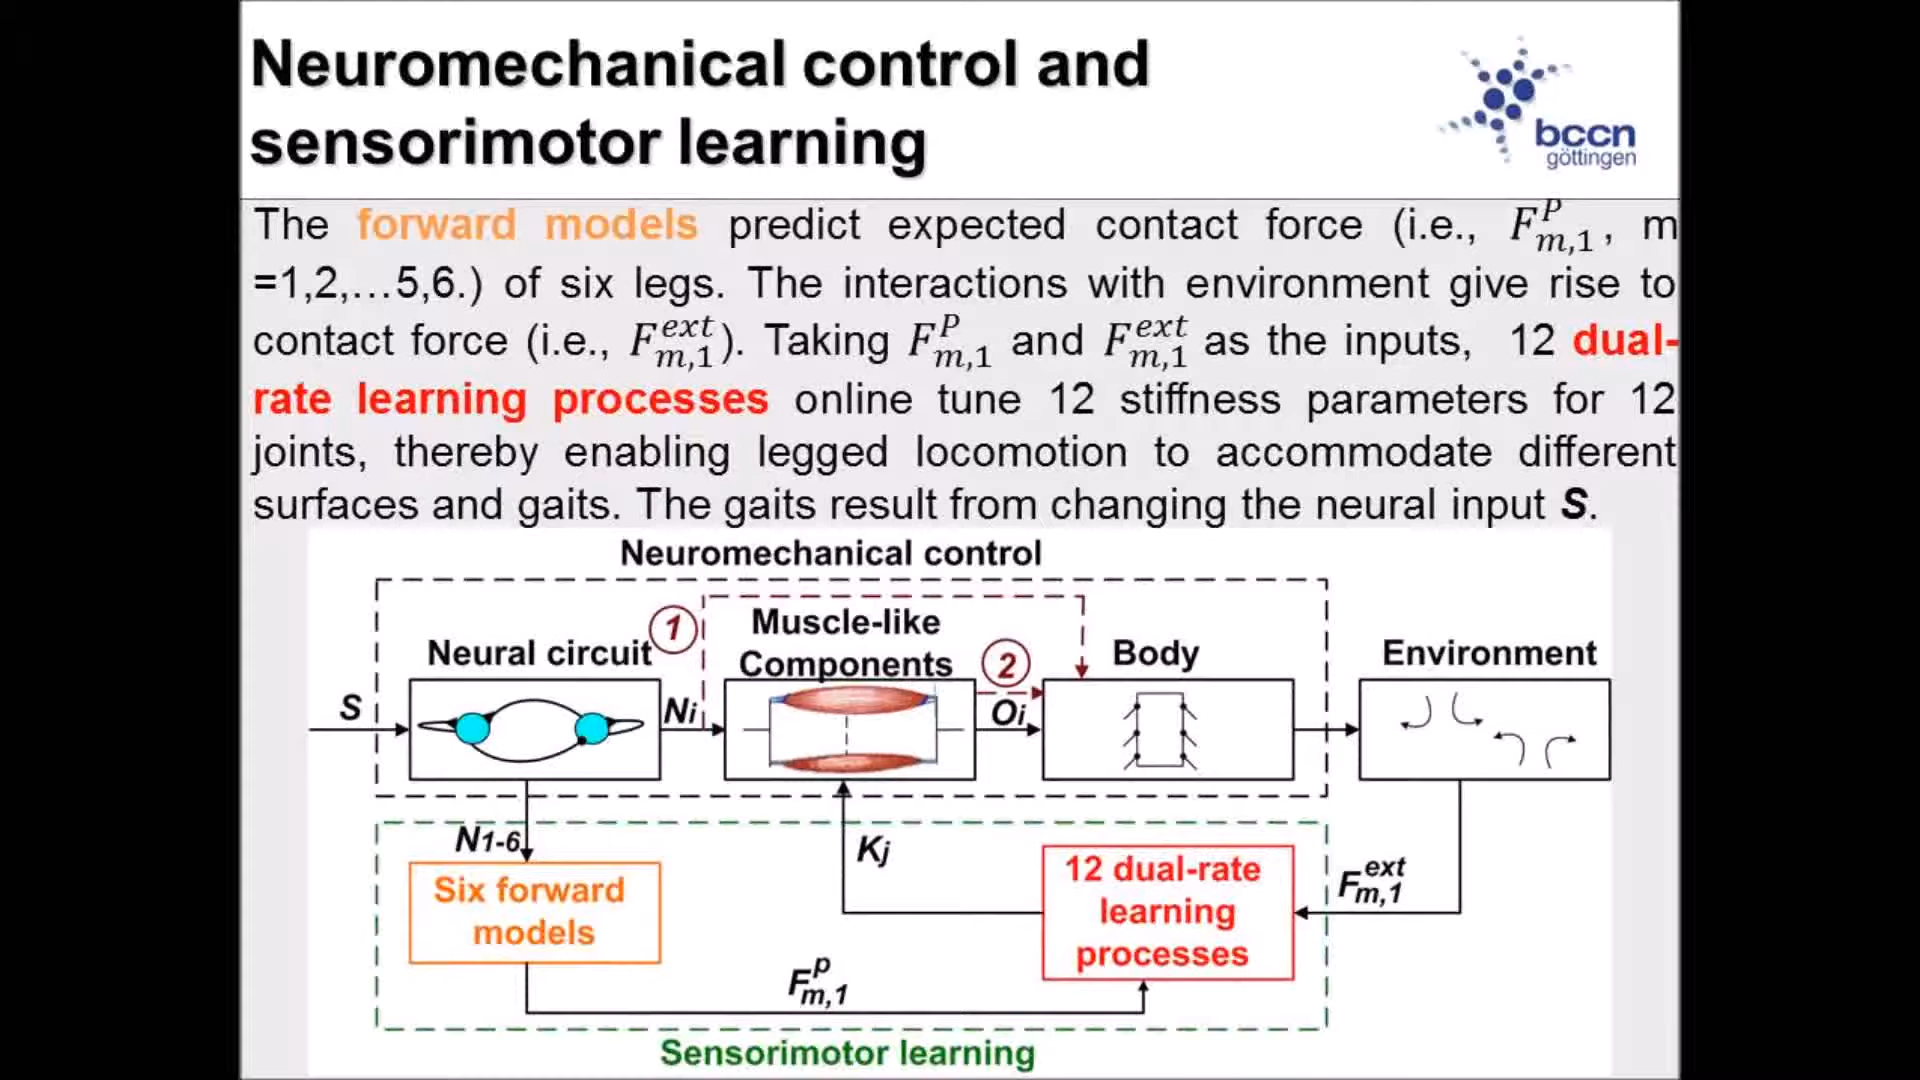 Neuromechanical control and
sensorimotor learning
bccn
göttingen
The forward models predict expected contact force (i.e., F^P_{m,1}, m
=1,2,…5,6.) of six legs. The interactions with environment give rise to
contact force (i.e., F^{ext}_{m,1}). Taking F^P_{m,1} and F^{ext}_{m,1} as the inputs, 12 dual-
rate learning processes online tune 12 stiffness parameters for 12
joints, thereby enabling legged locomotion to accommodate different
surfaces and gaits. The gaits result from changing the neural input S.
Neuromechanical control
1
Muscle-like
Components
Neural circuit
2
Body
Environment
S
Ni
Oi
N1-6
Kj
Six forward
models
12 dual-rate
learning
processes
F^{ext}_{m,1}
F^p_{m,1}
Sensorimotor learning